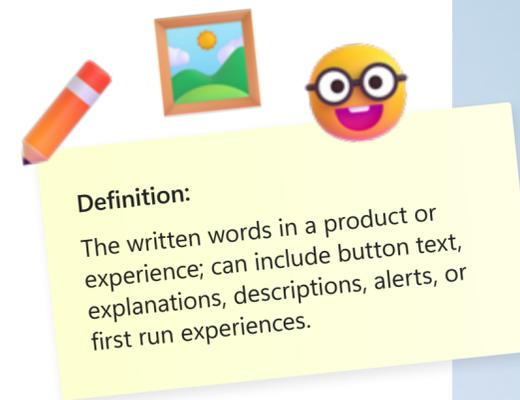 Definition:
The written words in a product or
experience; can include button text,
explanations, descriptions, alerts, or
first run experiences.